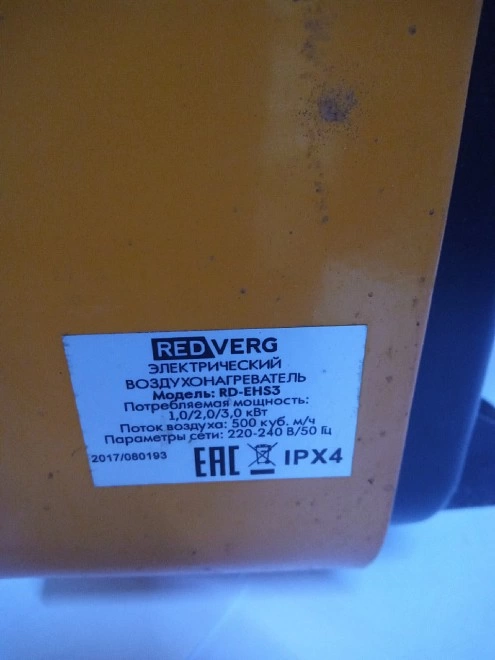 REDVERG
ЭЛЕКТРИЧЕСКИЙ
ВОЗДУХОНАГРЕВАТЕЛЬ
Модель: RD-EHS3
Потребляемая мощность:
1,0/2,0/3,0 кВт
Поток воздуха: 500 куб. м/ч
Параметры сети: 220-240 В/50 Гц
2017/080193
EAC IPX4